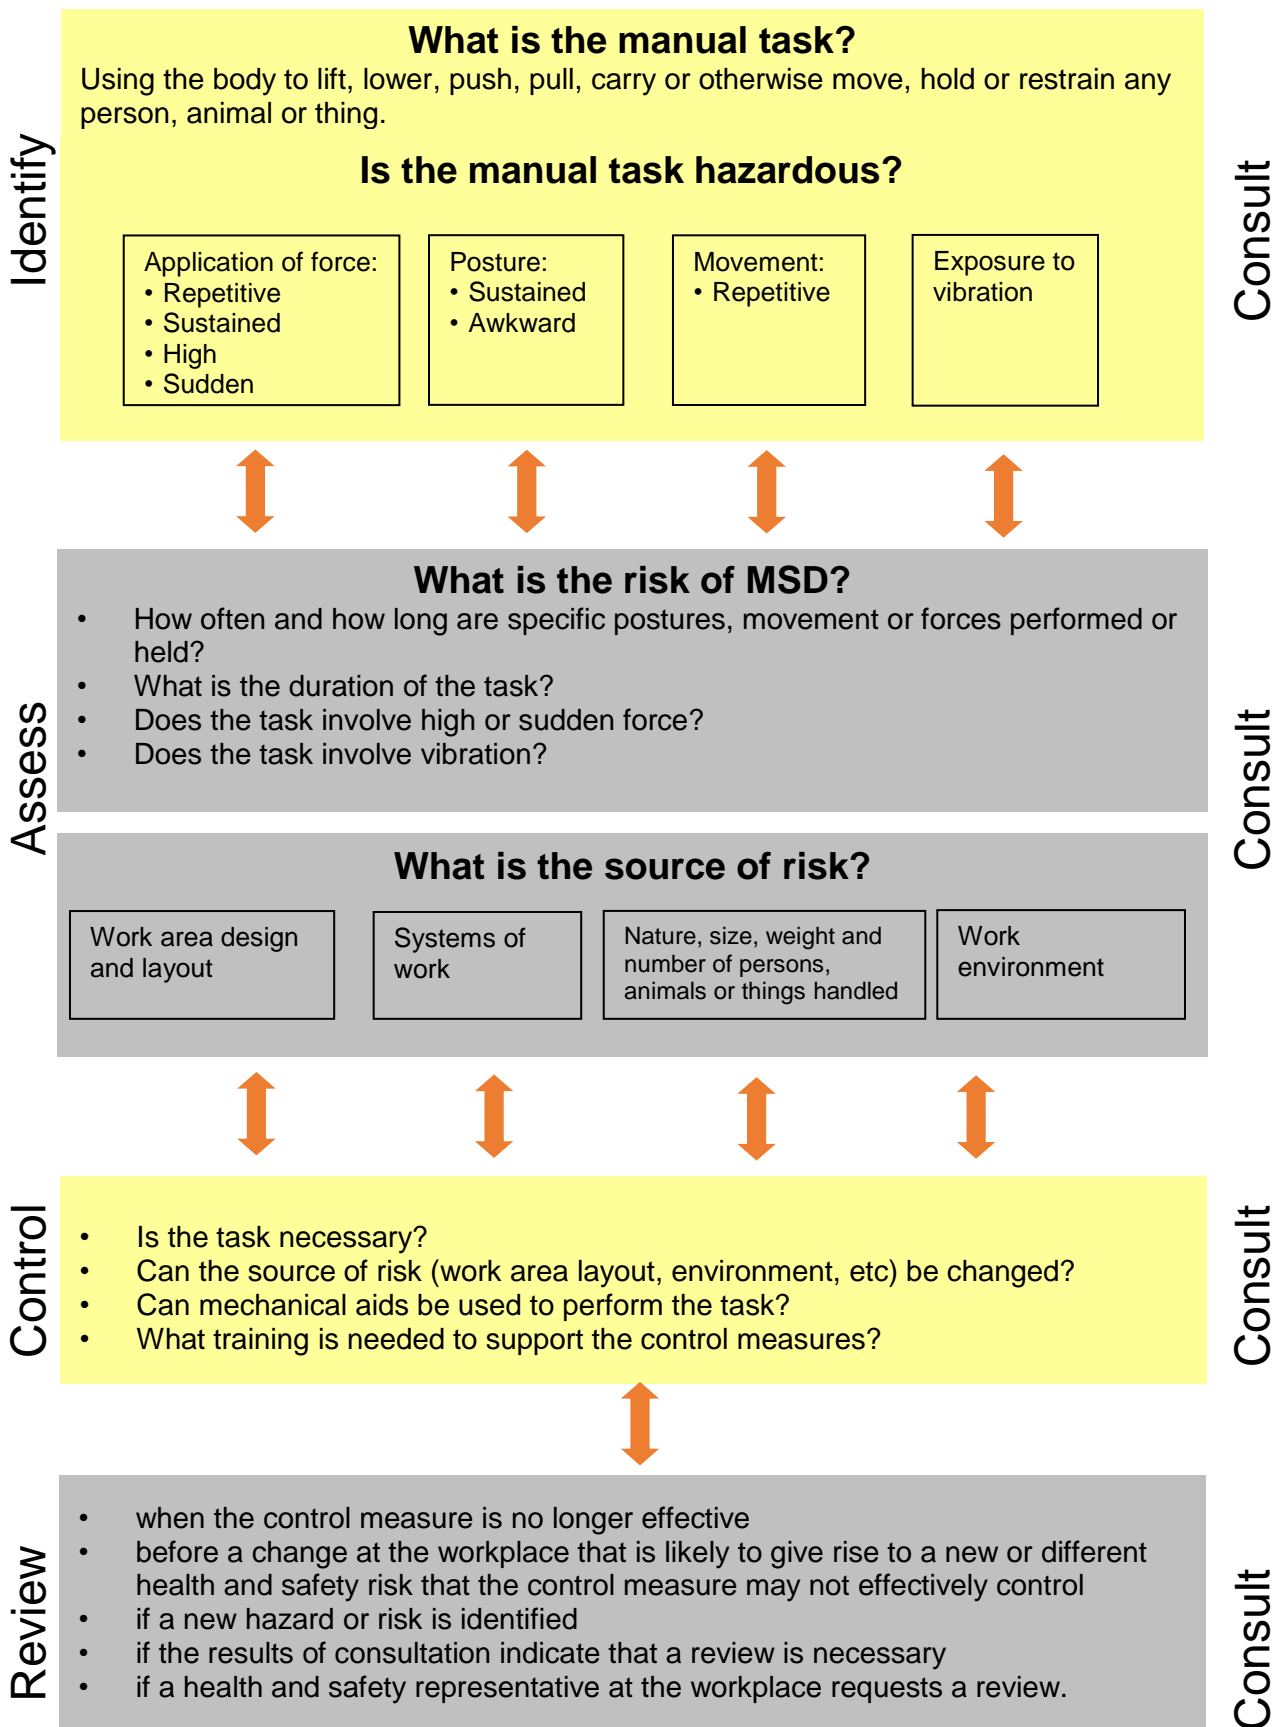 What is the manual task?
Using the body to lift, lower, push, pull, carry or otherwise move, hold or restrain any
person, animal or thing.
Identify
Consult
Is the manual task hazardous?
Application of force:
• Repetitive
• Sustained
• High
• Sudden
Posture:
• Sustained
• Awkward
Movement:
• Repetitive
Exposure to
vibration
Assess
Consult
What is the risk of MSD?
• How often and how long are specific postures, movement or forces performed or
held?
• What is the duration of the task?
• Does the task involve high or sudden force?
• Does the task involve vibration?
What is the source of risk?
Work area design
and layout
Systems of
work
Nature, size, weight and
number of persons,
animals or things handled
Work
environment
Control
Consult
• Is the task necessary?
• Can the source of risk (work area layout, environment, etc) be changed?
• Can mechanical aids be used to perform the task?
• What training is needed to support the control measures?
Review
Consult
• when the control measure is no longer effective
• before a change at the workplace that is likely to give rise to a new or different
health and safety risk that the control measure may not effectively control
• if a new hazard or risk is identified
• if the results of consultation indicate that a review is necessary
• if a health and safety representative at the workplace requests a review.